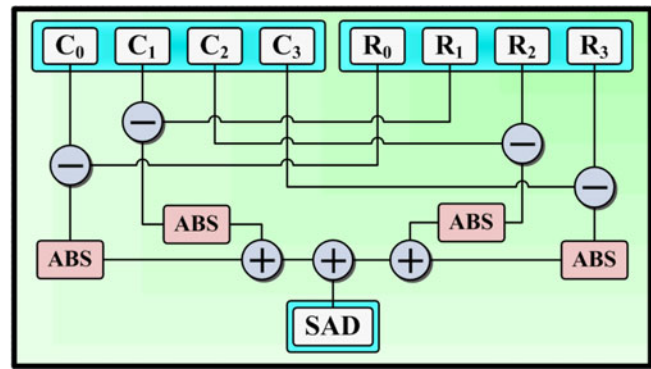 C₀ C₁ C₂ C₃ R₀ R₁ R₂ R₃
−
−
−
−
ABS ABS
ABS + + + ABS
SAD